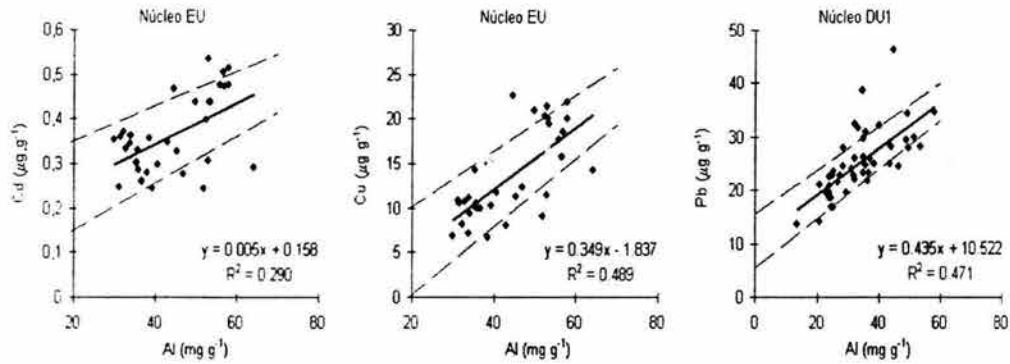 Núcleo EU
0,6
0,5
0,4
0,3
0,2
0,1
0
Cd (µg g⁻¹)
y = 0.005x + 0.158
R² = 0.290
20
40
60
80
Al (mg g⁻¹)
Núcleo EU
30
25
20
15
10
5
0
Cu (µg g⁻¹)
y = 0.349x - 1.837
R² = 0.489
20
40
60
80
Al (mg g⁻¹)
Núcleo DU1
50
40
30
20
10
0
Pb (µg g⁻¹)
y = 0.435x + 10.522
R² = 0.471
0
20
40
60
80
Al (mg g⁻¹)